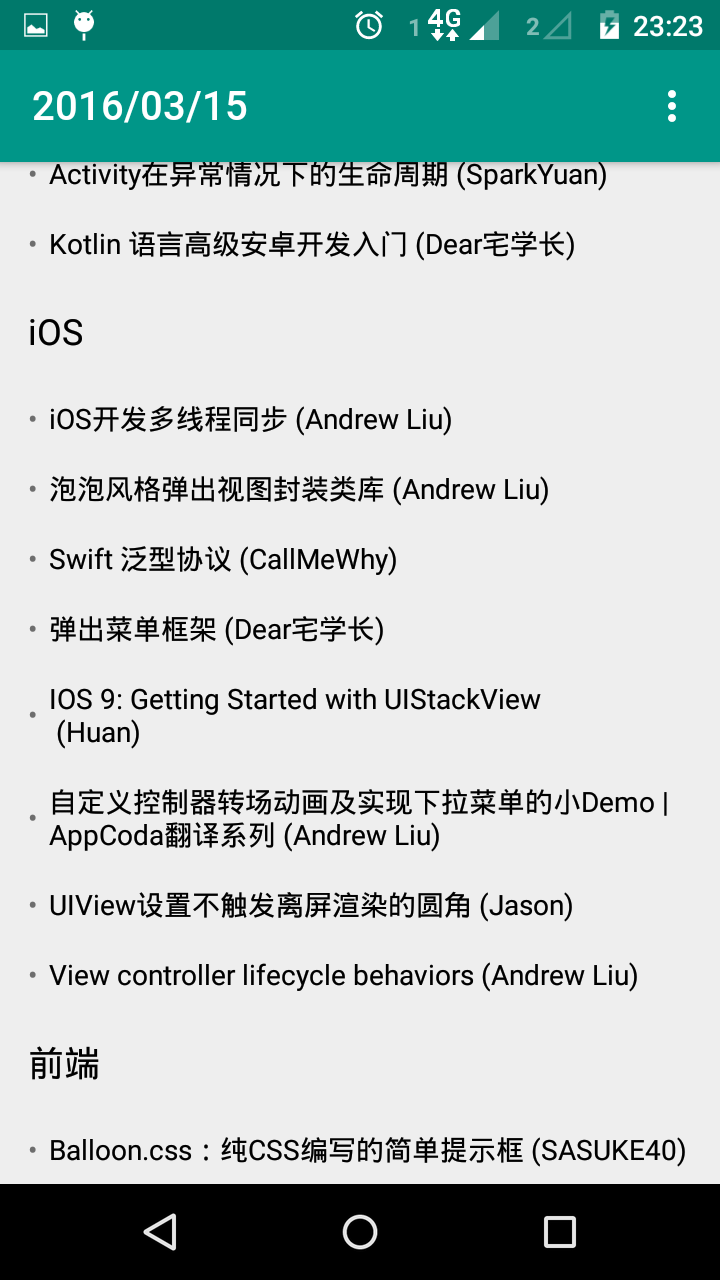 1 4G 2 23:23
2016/03/15
• Activity在异常情况下的生命周期 (SparkYuan)
• Kotlin 语言高级安卓开发入门 (Dear宅学长)
iOS
• iOS开发多线程同步 (Andrew Liu)
• 泡泡风格弹出视图封装类库 (Andrew Liu)
• Swift 泛型协议 (CallMeWhy)
• 弹出菜单框架 (Dear宅学长)
• IOS 9: Getting Started with UIStackView
(Huan)
• 自定义控制器转场动画及实现下拉菜单的小Demo |
AppCoda翻译系列 (Andrew Liu)
• UIView设置不触发离屏渲染的圆角 (Jason)
• View controller lifecycle behaviors (Andrew Liu)
前端
• Balloon.css：纯CSS编写的简单提示框 (SASUKE40)